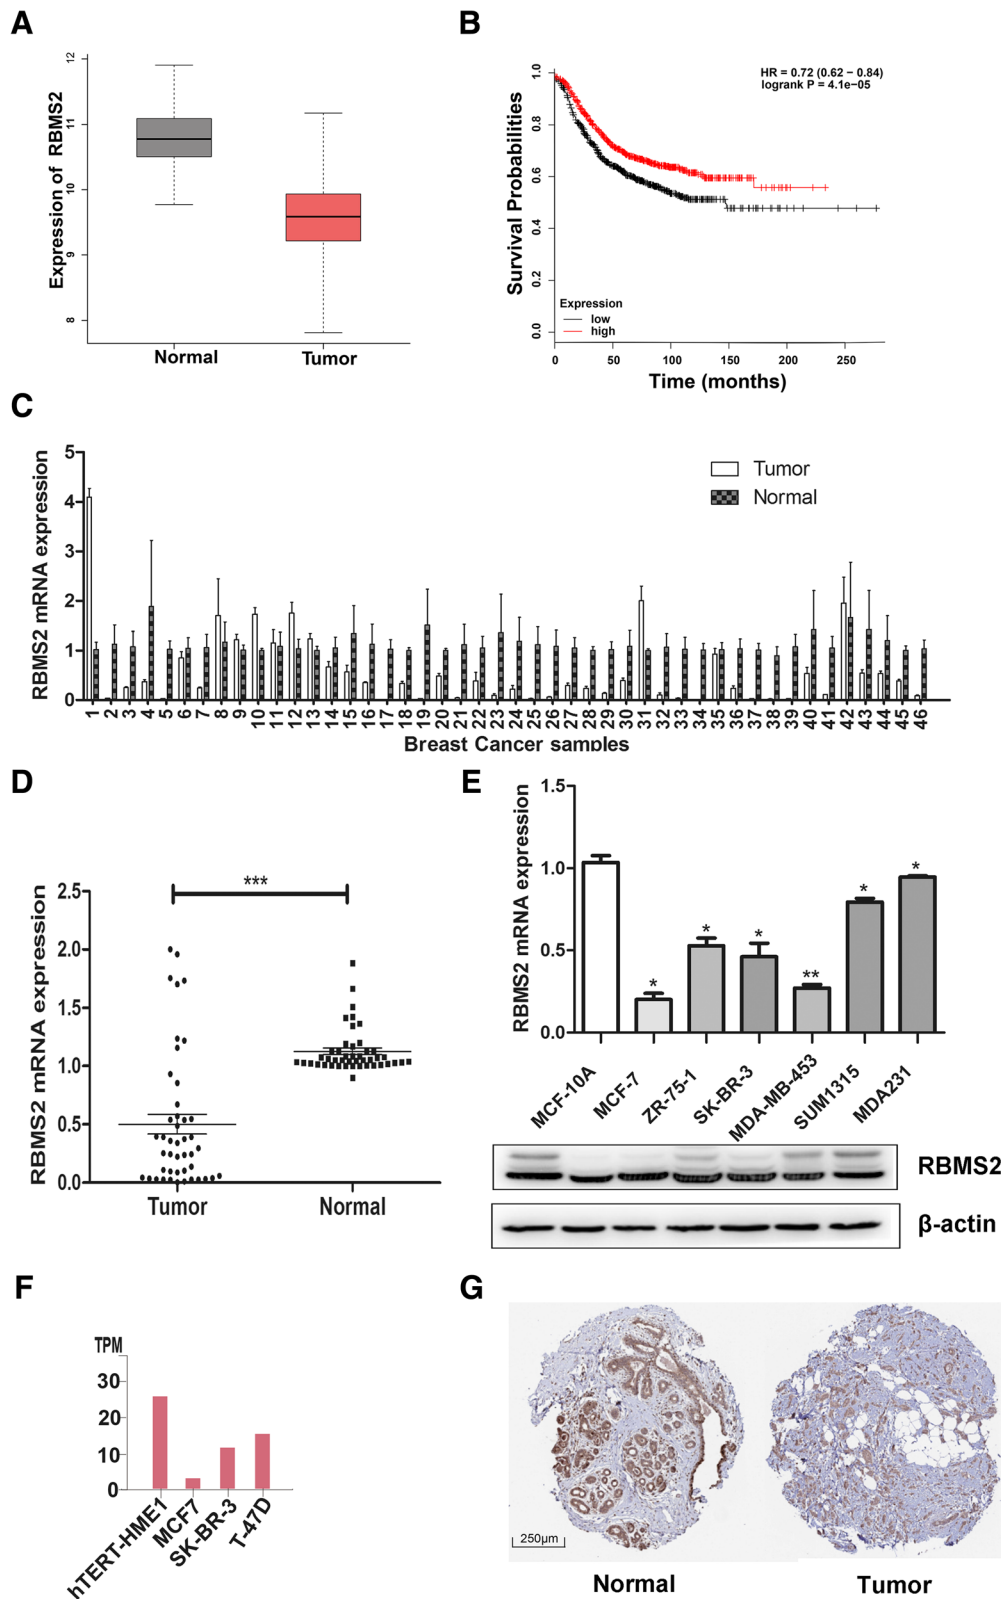 A
Expression of RBMS2
12
11
10
9
8
Normal
Tumor
B
Survival Probabilities
1.0
0.8
0.6
0.4
0.2
0.0
HR = 0.72 (0.62 − 0.84)
logrank P = 4.1e−05
Expression
low
high
0 50 100 150 200 250
Time (months)
C
RBMS2 mRNA expression
5
4
3
2
1
0
Tumor
Normal
1 2 3 4 5 6 7 8 9 10 11 12 13 14 15 16 17 18 19 20 21 22 23 24 25 26 27 28 29 30 31 32 33 34 35 36 37 38 39 40 41 42 43 44 45 46
Breast Cancer samples
D
RBMS2 mRNA expression
2.5
2.0
1.5
1.0
0.5
0.0
***
Tumor
Normal
E
RBMS2 mRNA expression
1.5
1.0
0.5
0.0
* * * ** * *
MCF-10A
MCF-7
ZR-75-1
SK-BR-3
MDA-MB-453
SUM1315
MDA231
RBMS2
β-actin
F
TPM
30
20
10
0
hTERT-HME1
MCF7
SK-BR-3
T-47D
G
250μm
Normal
Tumor